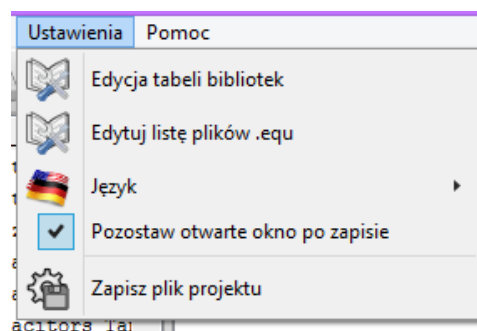 Ustawienia Pomoc
Edycja tabeli bibliotek
Edytuj listę plików .equ
Język
Pozostaw otwarte okno po zapisie
Zapisz plik projektu